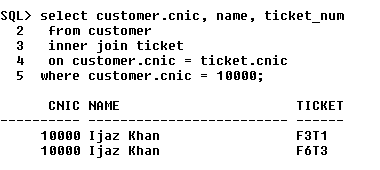 SQL> select customer.cnic, name, ticket_num
2 from customer
3 inner join ticket
4 on customer.cnic = ticket.cnic
5 where customer.cnic = 10000;
CNIC NAME TICKET
---------- ------------------------- ------
10000 Ijaz Khan F3T1
10000 Ijaz Khan F6T3